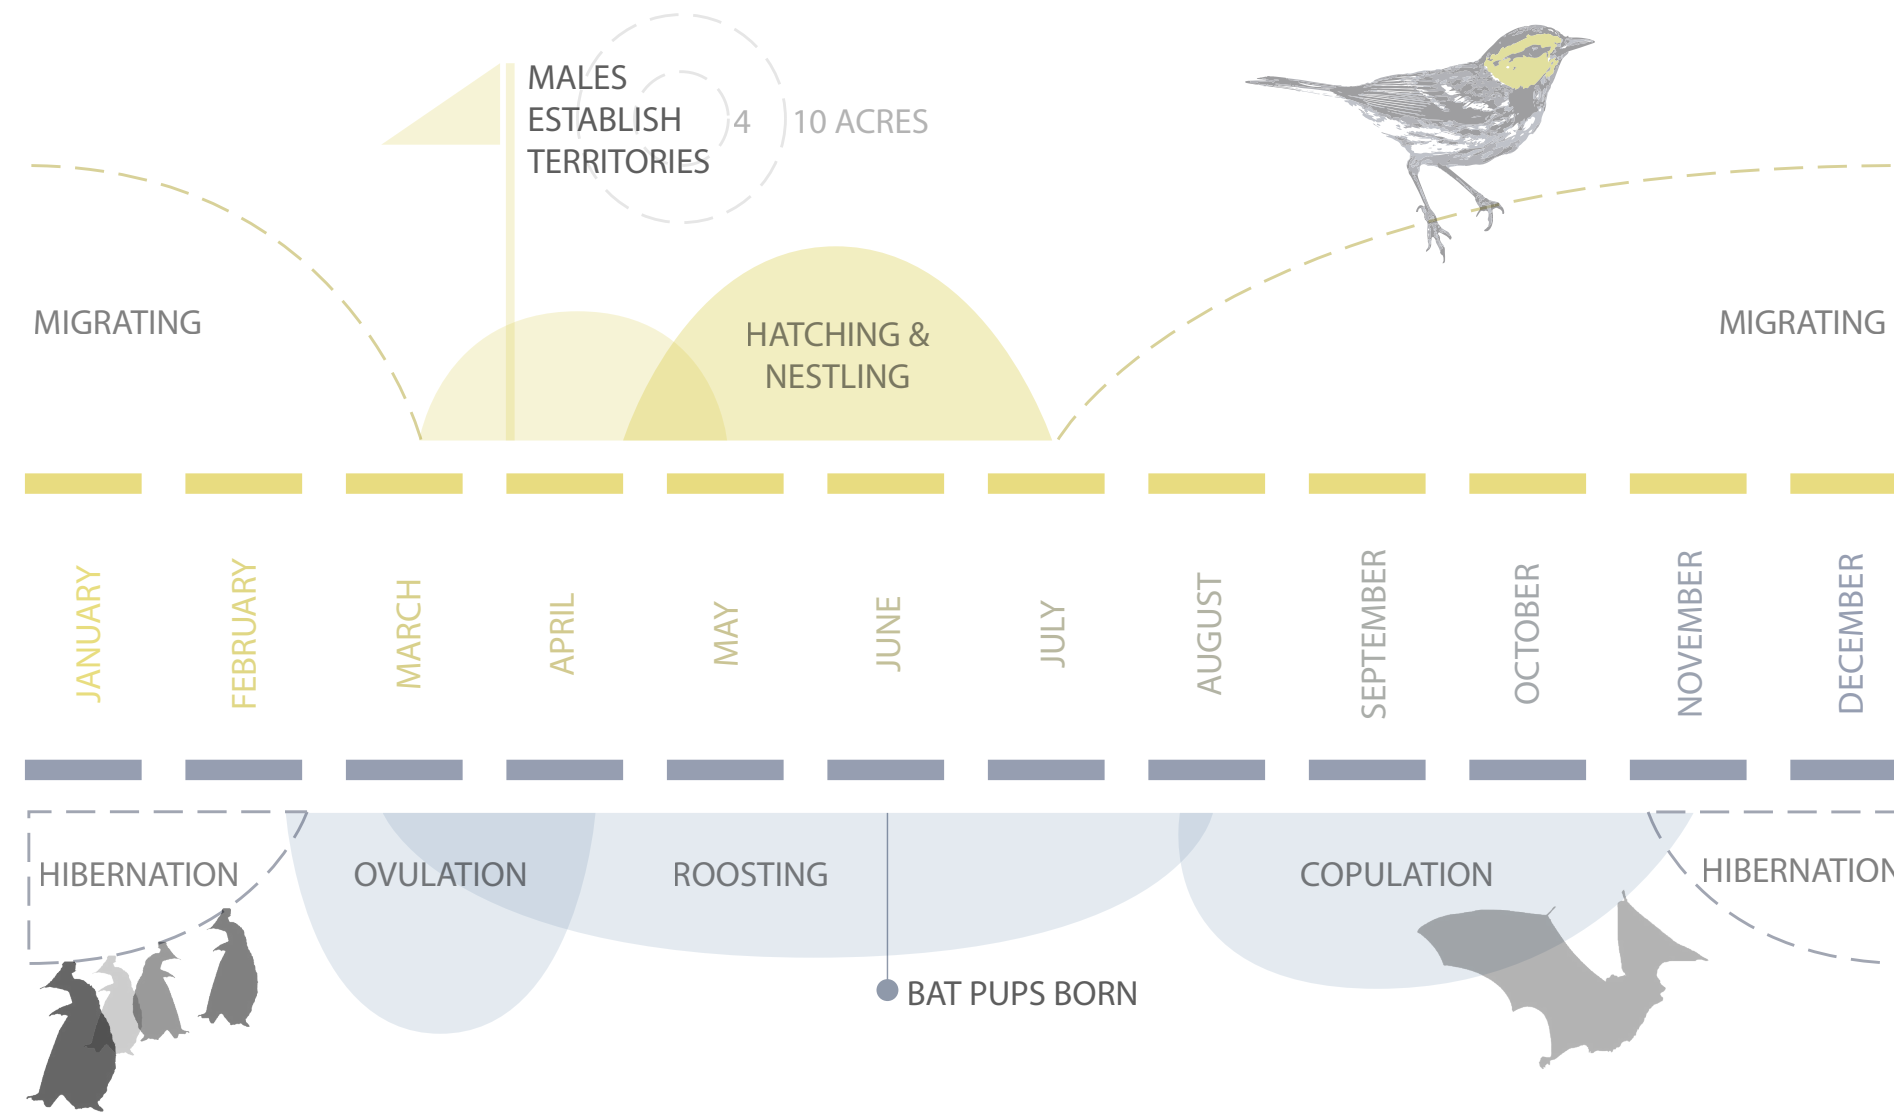 MALES
ESTABLISH
TERRITORIES
4
10 ACRES
MIGRATING
HATCHING &
NESTLING
MIGRATING
JANUARY
FEBRUARY
MARCH
APRIL
MAY
JUNE
JULY
AUGUST
SEPTEMBER
OCTOBER
NOVEMBER
DECEMBER
HIBERNATION
OVULATION
ROOSTING
COPULATION
HIBERNATION
BAT PUPS BORN